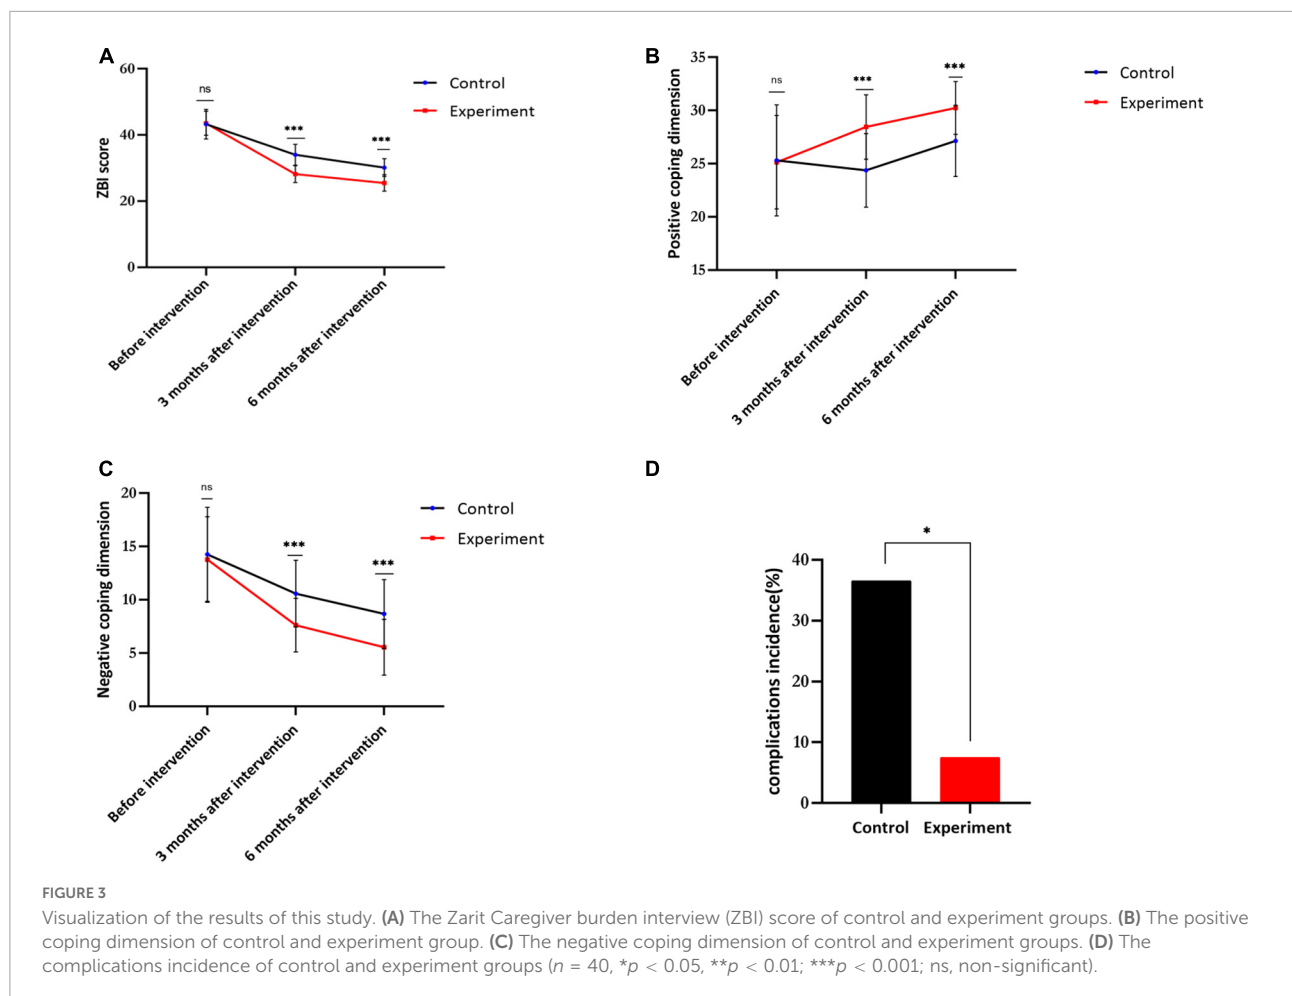 A
60
40
20
0
ZBI score
ns
***
***
Control
Experiment
Before intervention
3 months after intervention
6 months after intervention
B
35
30
25
20
15
Positive coping dimension
ns
***
***
Control
Experiment
Before intervention
3 months after intervention
6 months after intervention
C
20
15
10
5
0
Negative coping dimension
ns
***
***
Control
Experiment
Before intervention
3 months after intervention
6 months after intervention
D
40
30
20
10
0
complications incidence(%)
*
Control Experiment
FIGURE 3
Visualization of the results of this study. (A) The Zarit Caregiver burden interview (ZBI) score of control and experiment groups. (B) The positive
coping dimension of control and experiment group. (C) The negative coping dimension of control and experiment groups. (D) The
complications incidence of control and experiment groups (n = 40, *p < 0.05, **p < 0.01; ***p < 0.001; ns, non-significant).